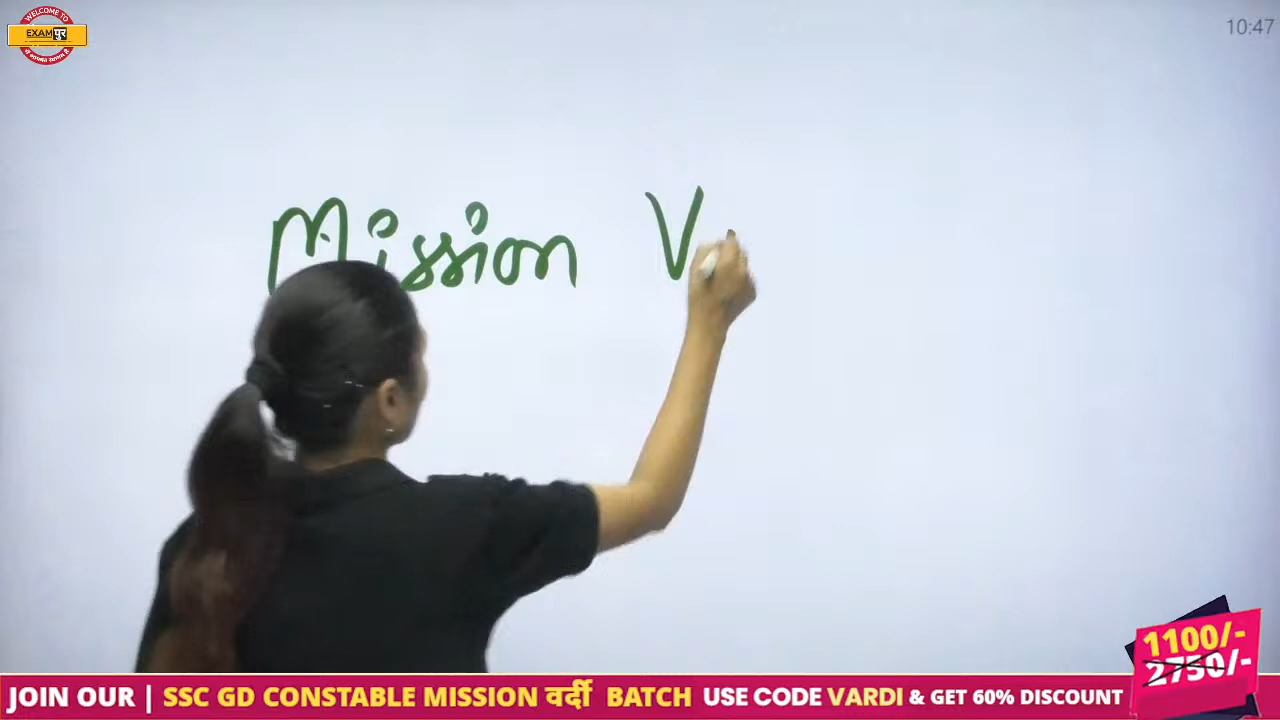 WELCOME TO
EXAM पुर
10:47
Mission V
1100/-
2750/-
JOIN OUR | SSC GD CONSTABLE MISSION वर्दी BATCH USE CODE VARDI & GET 60% DISCOUNT